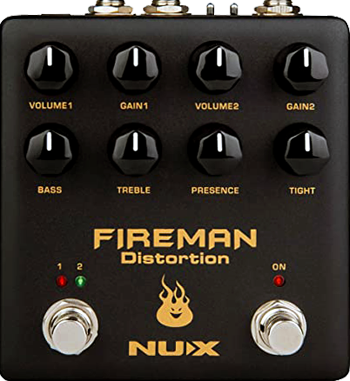 VOLUME1 GAIN1 VOLUME2 GAIN2
BASS TREBLE PRESENCE TIGHT
FIREMAN
Distortion
1 2 ON
NUX